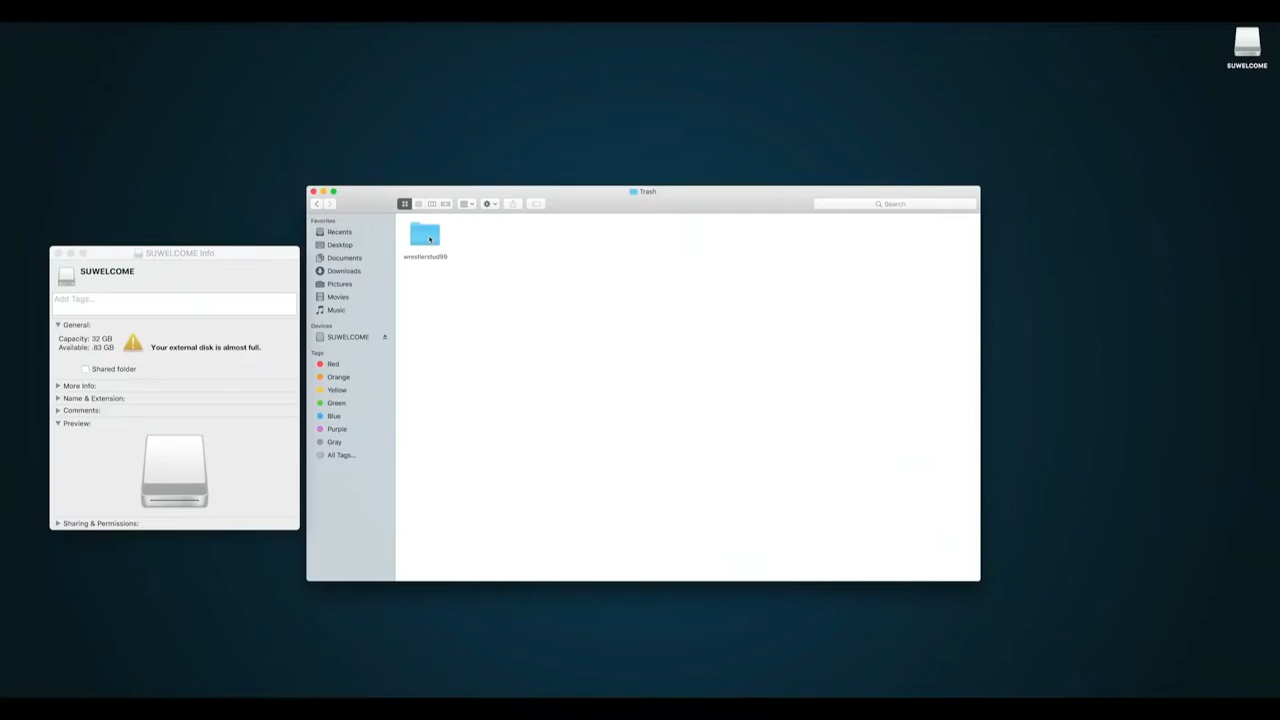 SUWELCOME
Trash
Search
Favorites
Recents
Desktop
Documents
Downloads
Pictures
Movies
Music
Devices
SUWELCOME
Tags
Red
Orange
Yellow
Green
Blue
Purple
Gray
All Tags...
wrestlerstud99
SUWELCOME Info
SUWELCOME
Add Tags...
General:
Capacity: 32 GB
Available: .83 GB
Your external disk is almost full.
Shared folder
More Info:
Name & Extension:
Comments:
Preview:
Sharing & Permissions: